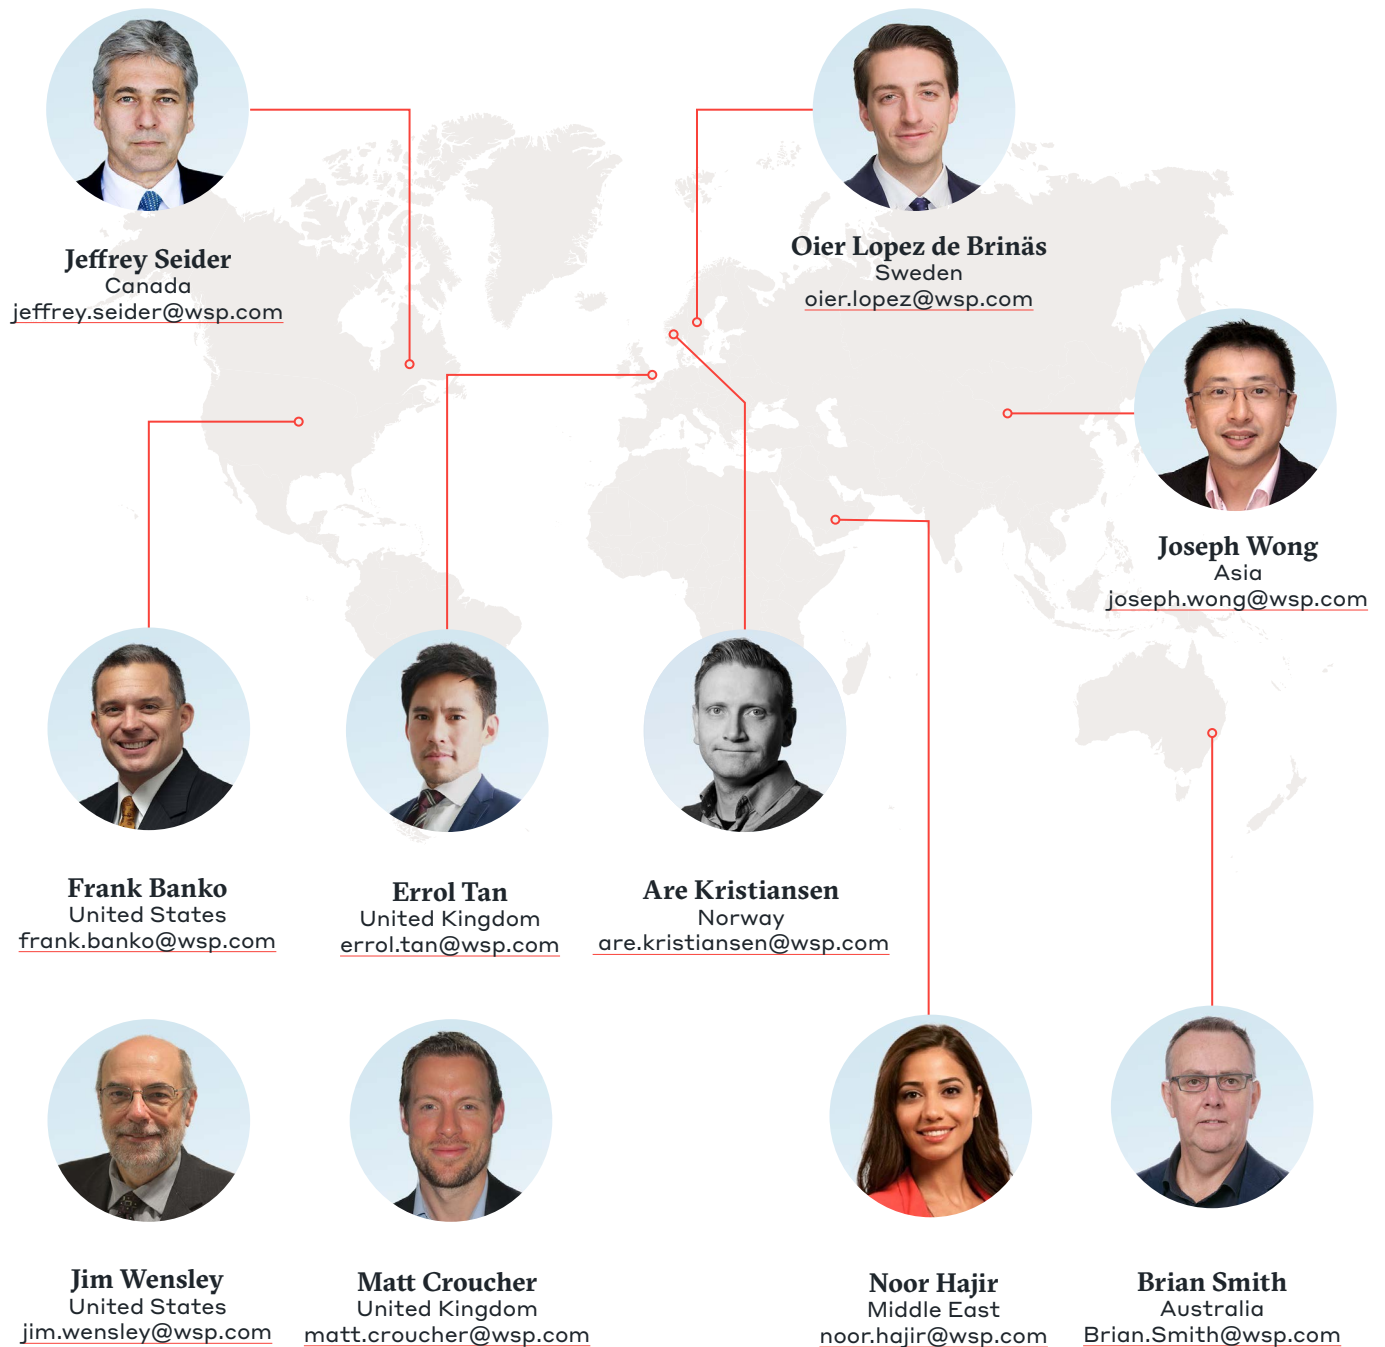 Jeffrey Seider
Canada
jeffrey.seider@wsp.com
Oier Lopez de Brinäs
Sweden
oier.lopez@wsp.com
Joseph Wong
Asia
joseph.wong@wsp.com
Frank Banko
United States
frank.banko@wsp.com
Errol Tan
United Kingdom
errol.tan@wsp.com
Are Kristiansen
Norway
are.kristiansen@wsp.com
Jim Wensley
United States
jim.wensley@wsp.com
Matt Croucher
United Kingdom
matt.croucher@wsp.com
Noor Hajir
Middle East
noor.hajir@wsp.com
Brian Smith
Australia
Brian.Smith@wsp.com